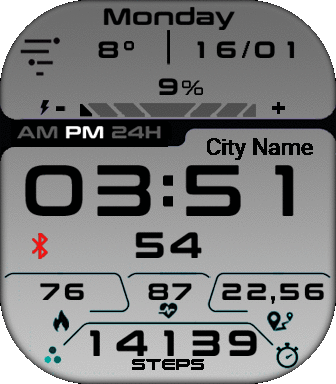 Monday
8° 16/01
9%
- +
AM PM 24H
City Name
03:51
54
76 87 22,56
14139
STEPS